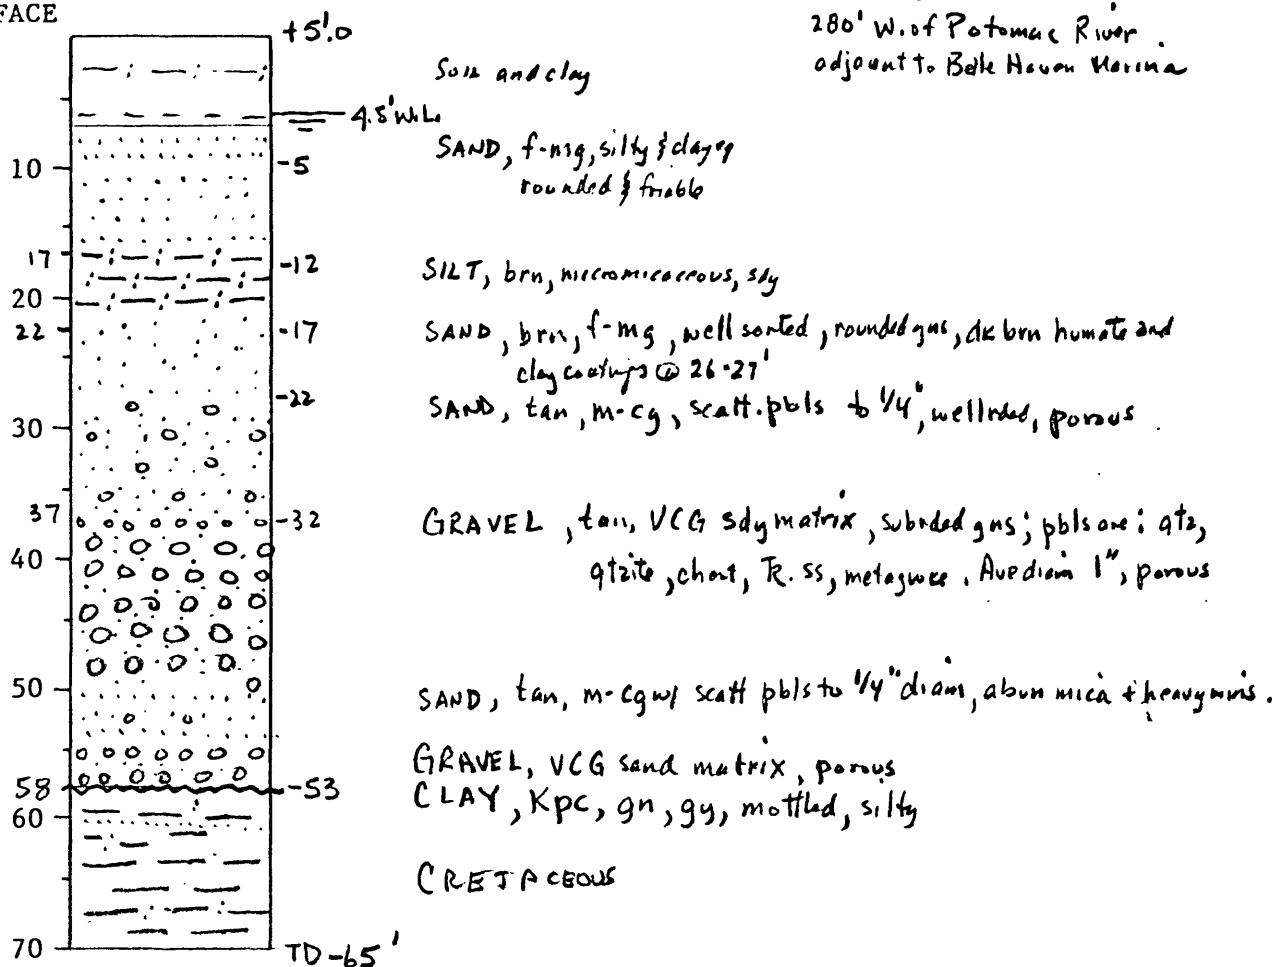 FACE
+5'.0
280' W. of Potomac River
adjacent to Belle Haven Marina
Soil and clay
4.5' W.L.
SAND, f-mg, silty & clayey
rounded & friable
10
-5
17
-12
SILT, brn, micromicaceous, sdy
20
22
-17
SAND, brn, f-mg, well sorted, rounded gns, dk brn humate and
clay coatings @ 26-27'
-22
SAND, tan, m-cg, scatt. pbls to 1/4", well rded, porous
30
37
-32
GRAVEL, tan, VCG sdy matrix, subrded gns; pbls are: qtz,
qtzite, chert, Tr. ss, metagwce. Ave diam 1", porous
40
50
SAND, tan, m-cg w/ scatt pbls to 1/4" diam, abun mica + heavy mins.
GRAVEL, VCG sand matrix, porous
58
-53
CLAY, Kpc, gn, gy, mottled, silty
60
CRETACEOUS
70
TD -65'